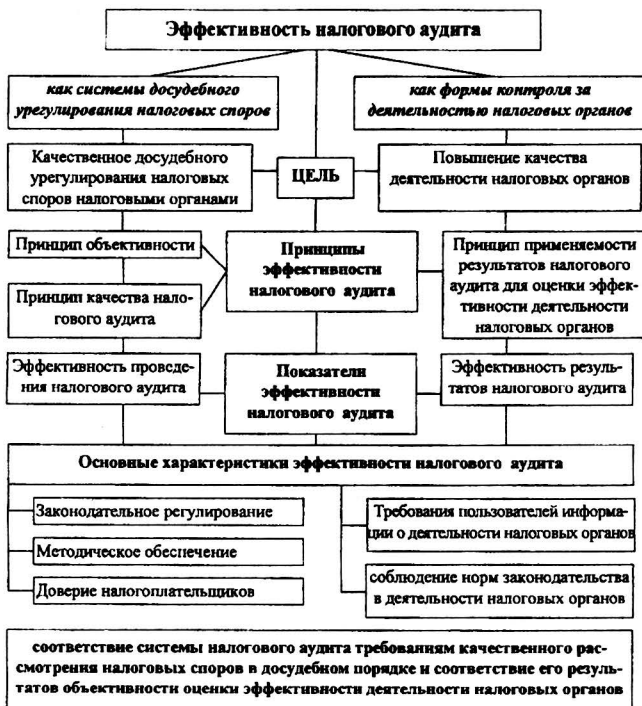 Эффективность налогового аудита
как системы досудебного
урегулирования налоговых споров
как формы контроля за
деятельностью налоговых органов
Качественное досудебного
урегулирования налоговых
споров налоговыми органами
ЦЕЛЬ
Повышение качества
деятельности налоговых органов
Принцип объективности
Принцип качества нало-
гового аудита
Принципы
эффективности
налогового аудита
Принцип применяемости
результатов налогового
аудита для оценки эффек-
тивности деятельности
налоговых органов
Эффективность проведе-
ния налогового аудита
Показатели
эффективности
налогового аудита
Эффективность резуль-
татов налогового аудита
Основные характеристики эффективности налогового аудита
Законодательное регулирование
Методическое обеспечение
Доверие налогоплательщиков
Требования пользователей информа-
ции о деятельности налоговых органов
соблюдение норм законодательства
в деятельности налоговых органов
соответствие системы налогового аудита требованиям качественного рас-
смотрения налоговых споров в досудебном порядке и соответствие его резуль-
татов объективности оценки эффективности деятельности налоговых органов